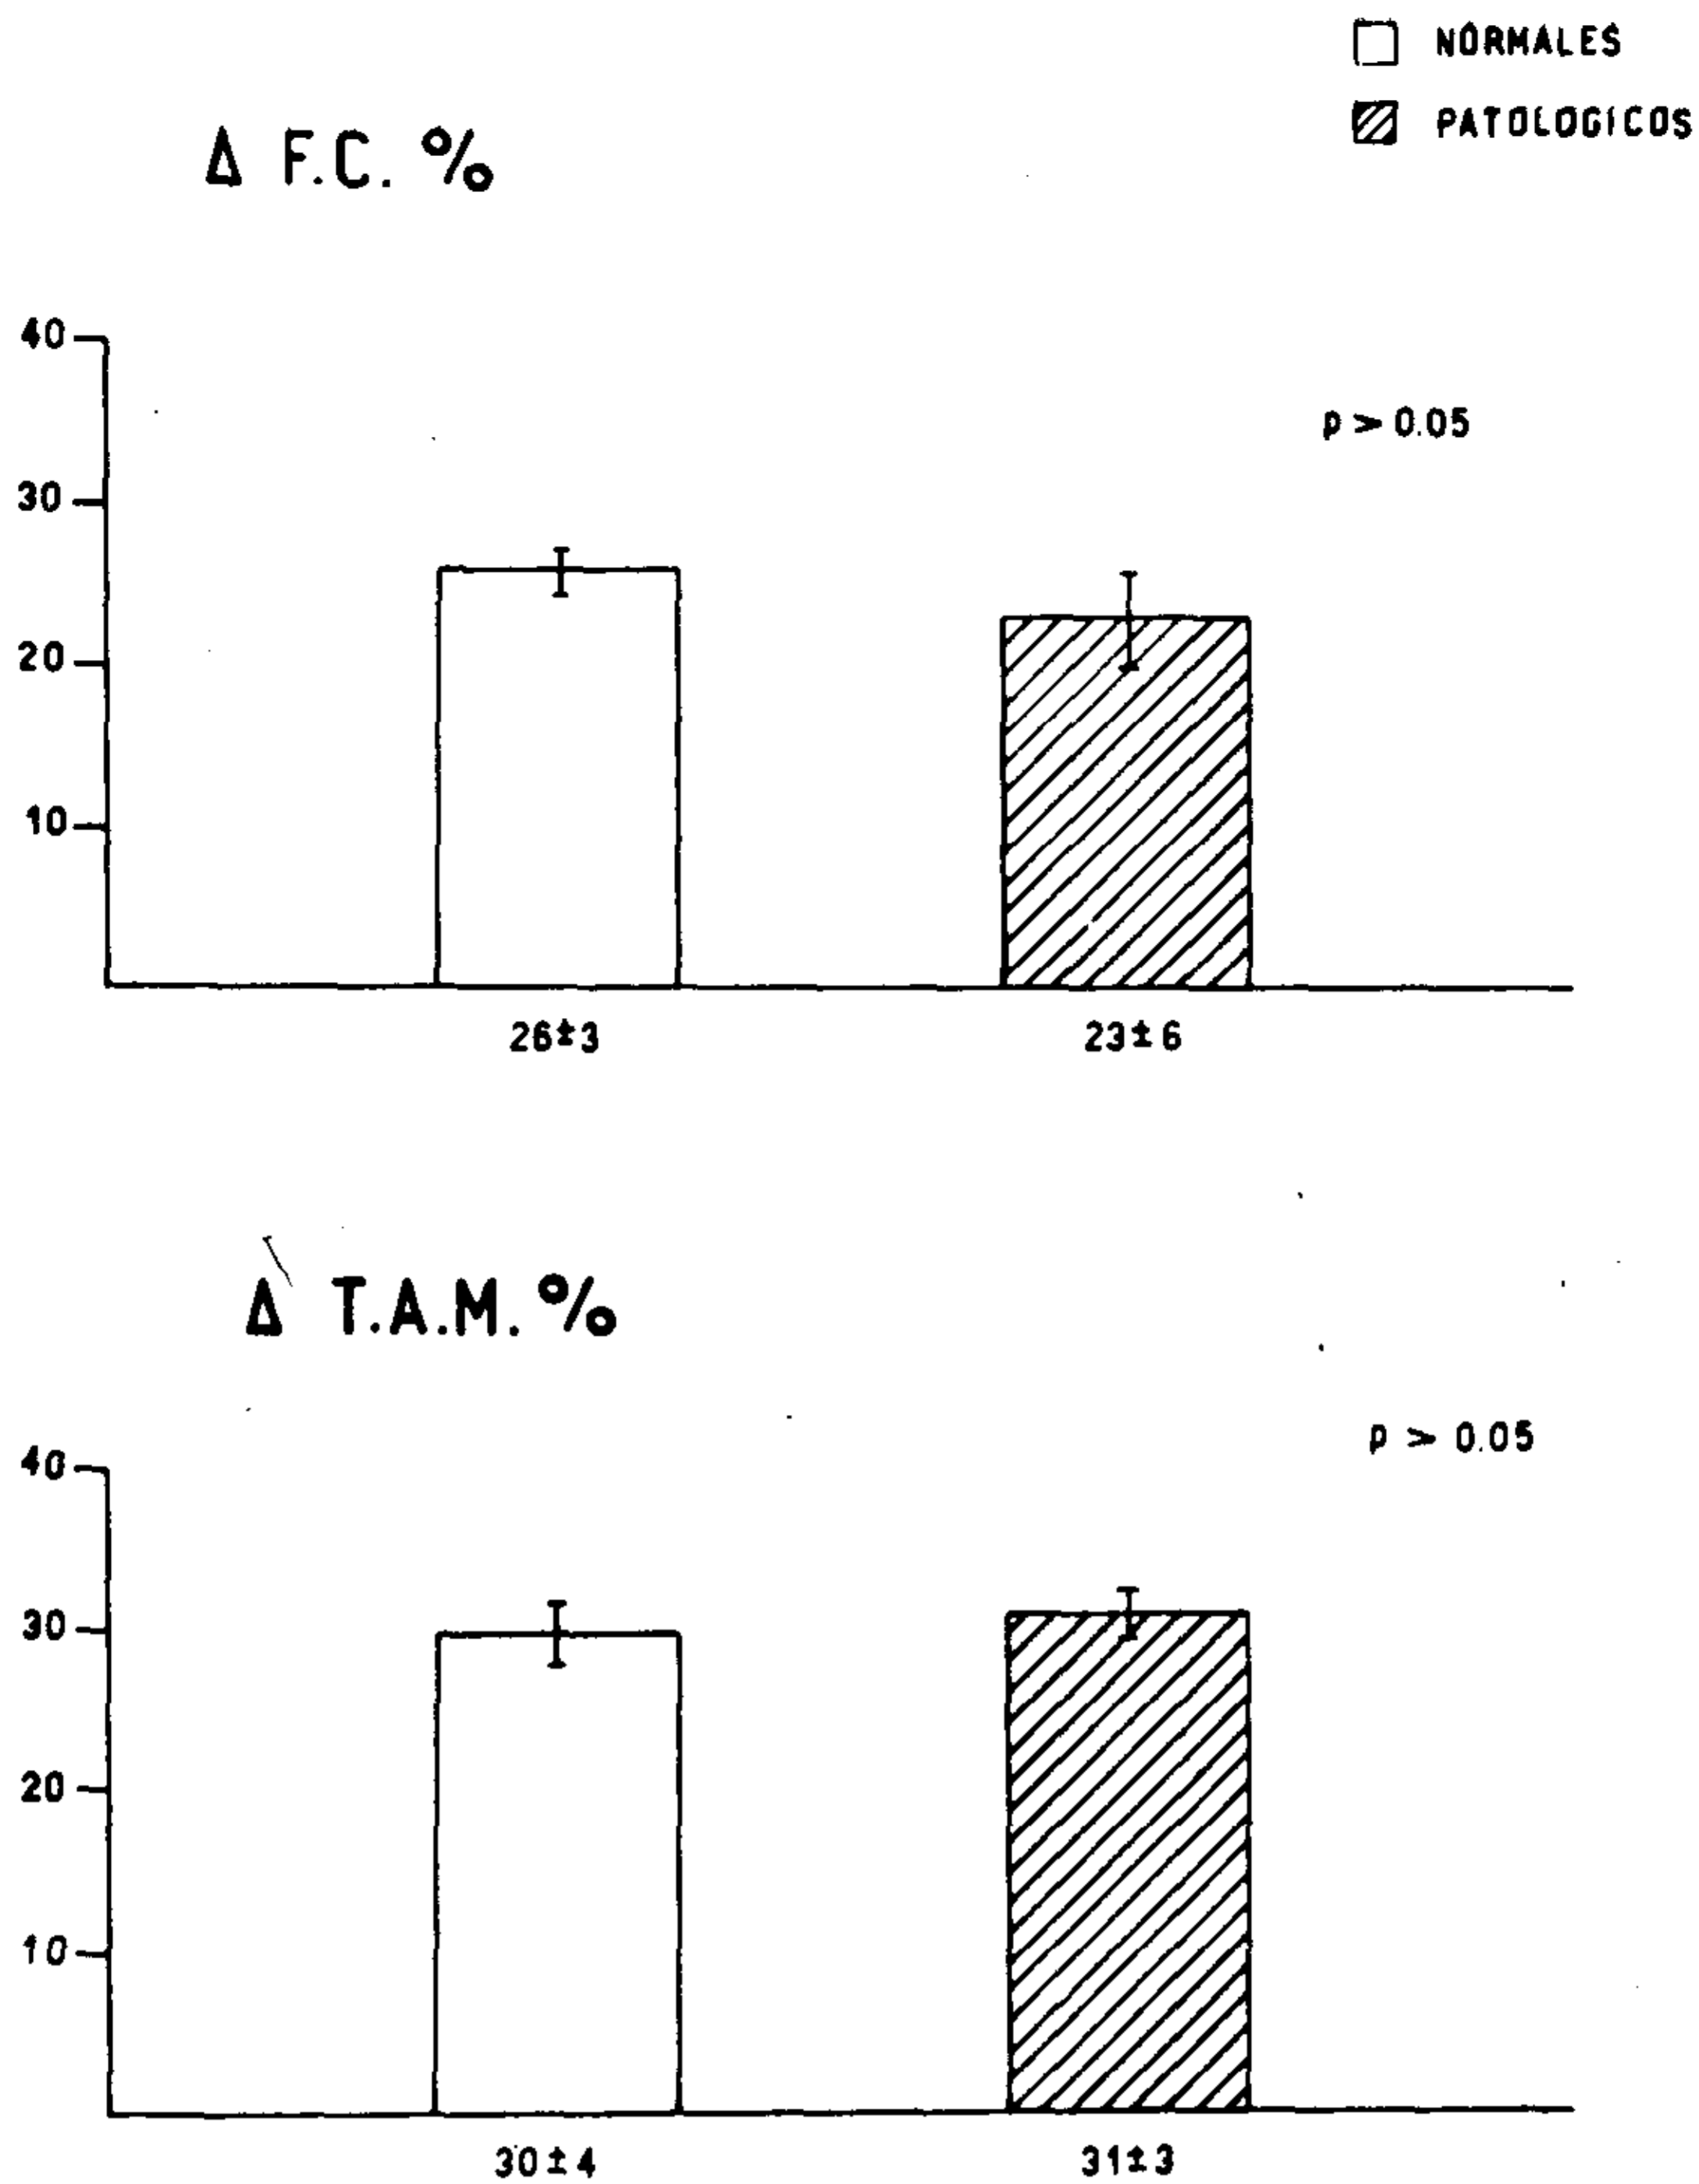 NORMALES
PATOLOGICOS
Δ F.C. %
40
30
20
10
p > 0.05
26±3
23±6
Δ T.A.M. %
40
30
20
10
p > 0.05
30±4
31±3